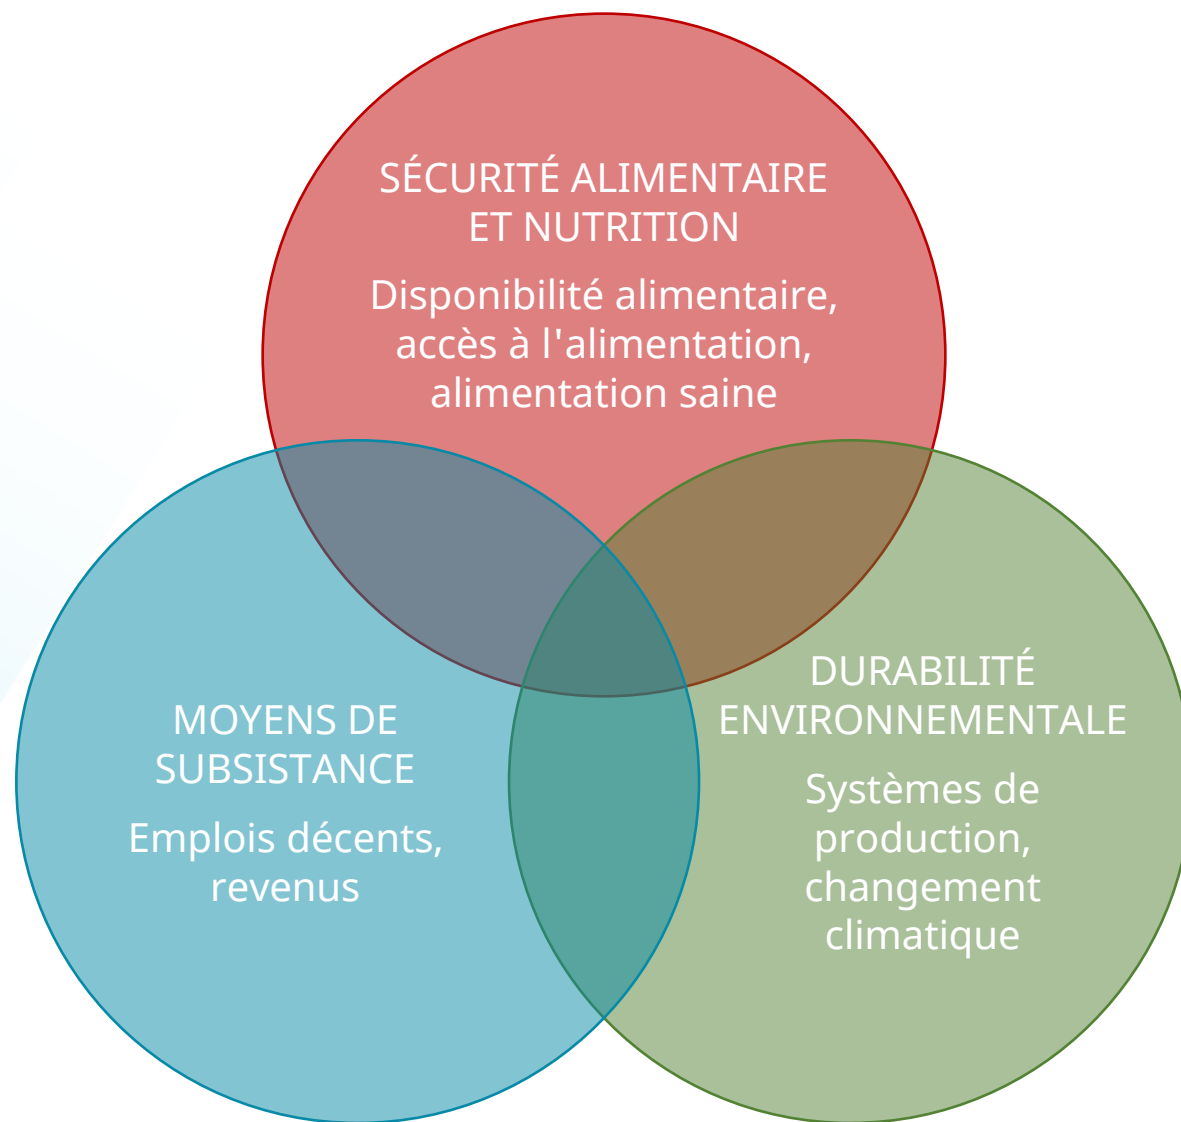 SÉCURITÉ ALIMENTAIRE
ET NUTRITION
Disponibilité alimentaire,
accès à l'alimentation,
alimentation saine
MOYENS DE
SUBSISTANCE
Emplois décents,
revenus
DURABILITÉ
ENVIRONNEMENTALE
Systèmes de
production,
changement
climatique